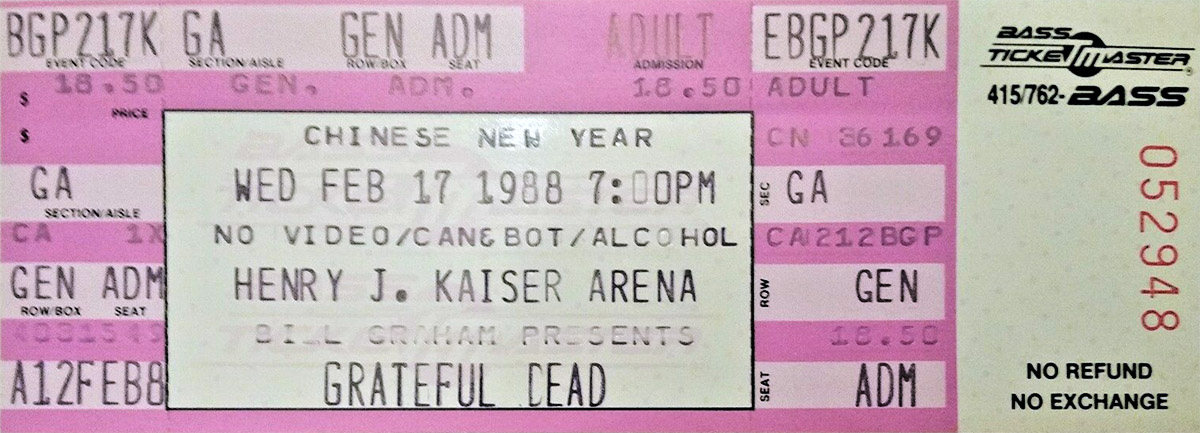 BGP217K GA GEN ADM ADULT EBGP217K
EVENT CODE SECTION/AISLE ROW/BOX SEAT ADMISSION EVENT CODE
18.50 GEN. ADM. 18.50 ADULT
$ PRICE
$ CHINESE NEW YEAR CN 36169
GA WED FEB 17 1988 7:00PM SEC GA
SECTION/AISLE
CA 1X NO VIDEO/CAN&BOT/ALCOHOL CA212BGP
GEN ADM HENRY J. KAISER ARENA ROW GEN
ROW/BOX SEAT
BILL GRAHAM PRESENTS 18.50
A12FEB8 GRATEFUL DEAD SEAT ADM
BASS
TICKETMASTER
415/762-BASS
052948
NO REFUND
NO EXCHANGE